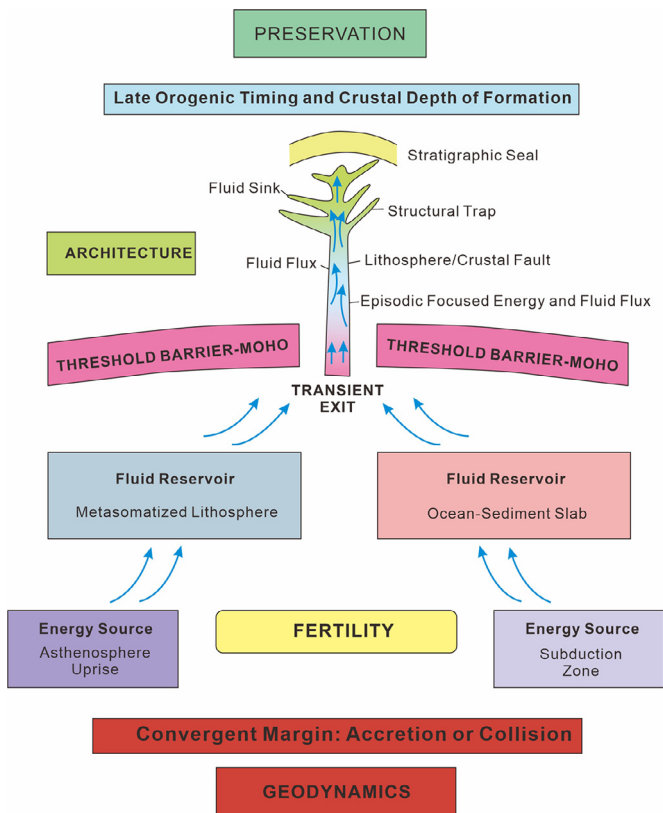 PRESERVATION
Late Orogenic Timing and Crustal Depth of Formation
Stratigraphic Seal
Fluid Sink
Structural Trap
ARCHITECTURE
Fluid Flux
Lithosphere/Crustal Fault
Episodic Focused Energy and Fluid Flux
THRESHOLD BARRIER-MOHO
THRESHOLD BARRIER-MOHO
TRANSIENT
EXIT
Fluid Reservoir
Metasomatized Lithosphere
Fluid Reservoir
Ocean-Sediment Slab
Energy Source
Asthenosphere
Uprise
FERTILITY
Energy Source
Subduction
Zone
Convergent Margin: Accretion or Collision
GEODYNAMICS